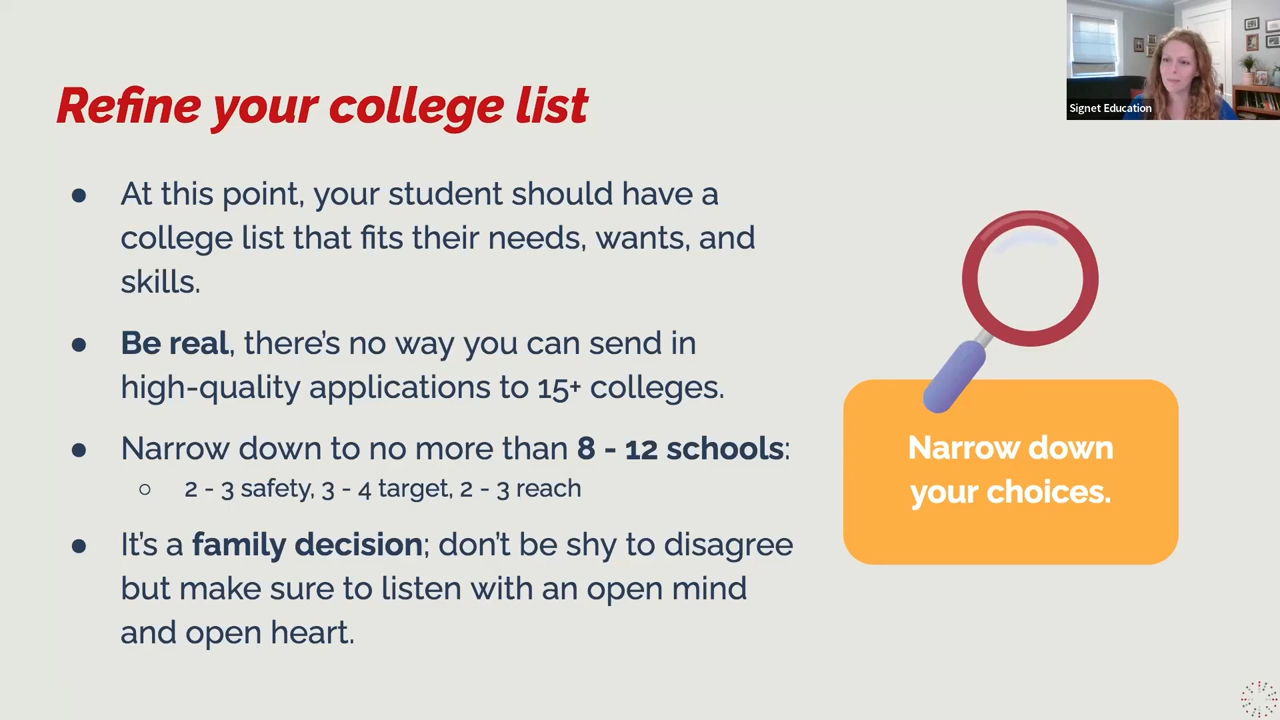 Refine your college list
● At this point, your student should have a
college list that fits their needs, wants, and
skills.
● Be real, there's no way you can send in
high-quality applications to 15+ colleges.
● Narrow down to no more than 8 - 12 schools:
○ 2 - 3 safety, 3 - 4 target, 2 - 3 reach
● It's a family decision; don't be shy to disagree
but make sure to listen with an open mind
and open heart.
Narrow down
your choices.
Signet Education